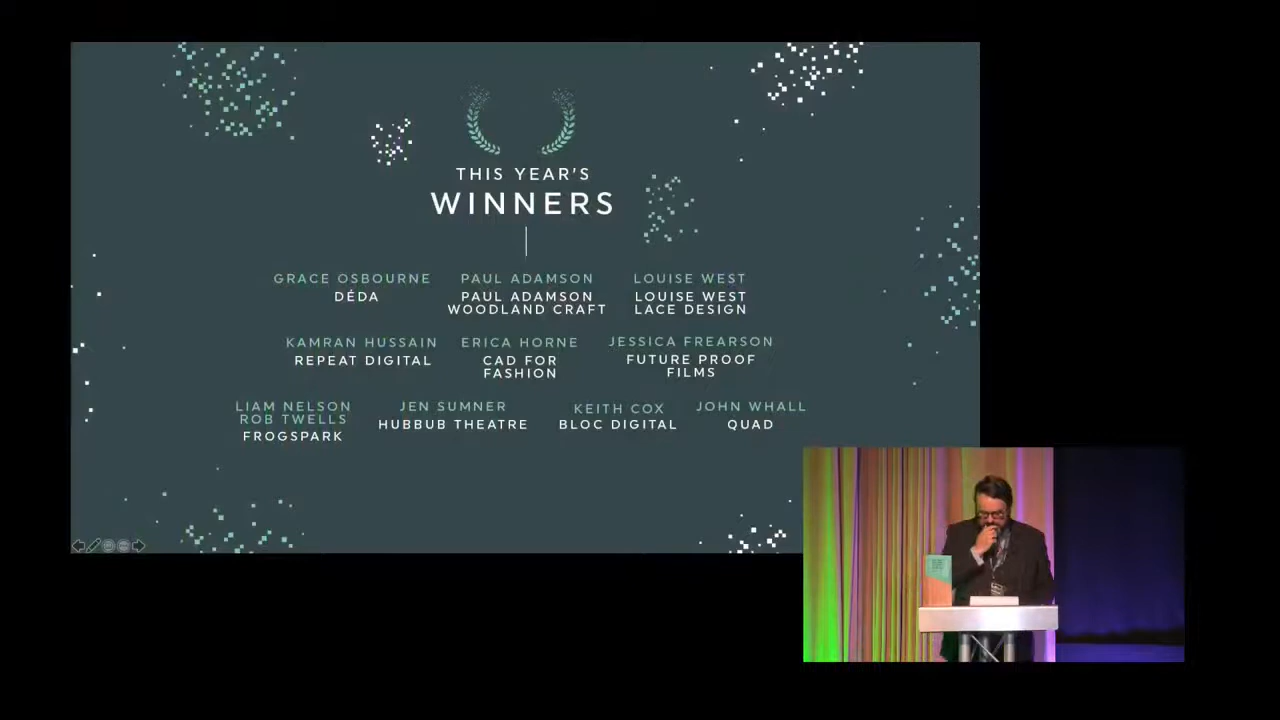 THIS YEAR'S
WINNERS
GRACE OSBOURNE
DÉDA
PAUL ADAMSON
PAUL ADAMSON
WOODLAND CRAFT
LOUISE WEST
LOUISE WEST
LACE DESIGN
KAMRAN HUSSAIN
REPEAT DIGITAL
ERICA HORNE
CAD FOR
FASHION
JESSICA FREARSON
FUTURE PROOF
FILMS
LIAM NELSON
ROB TWELLS
FROGSPARK
JEN SUMNER
HUBBUB THEATRE
KEITH COX
BLOC DIGITAL
JOHN WHALL
QUAD